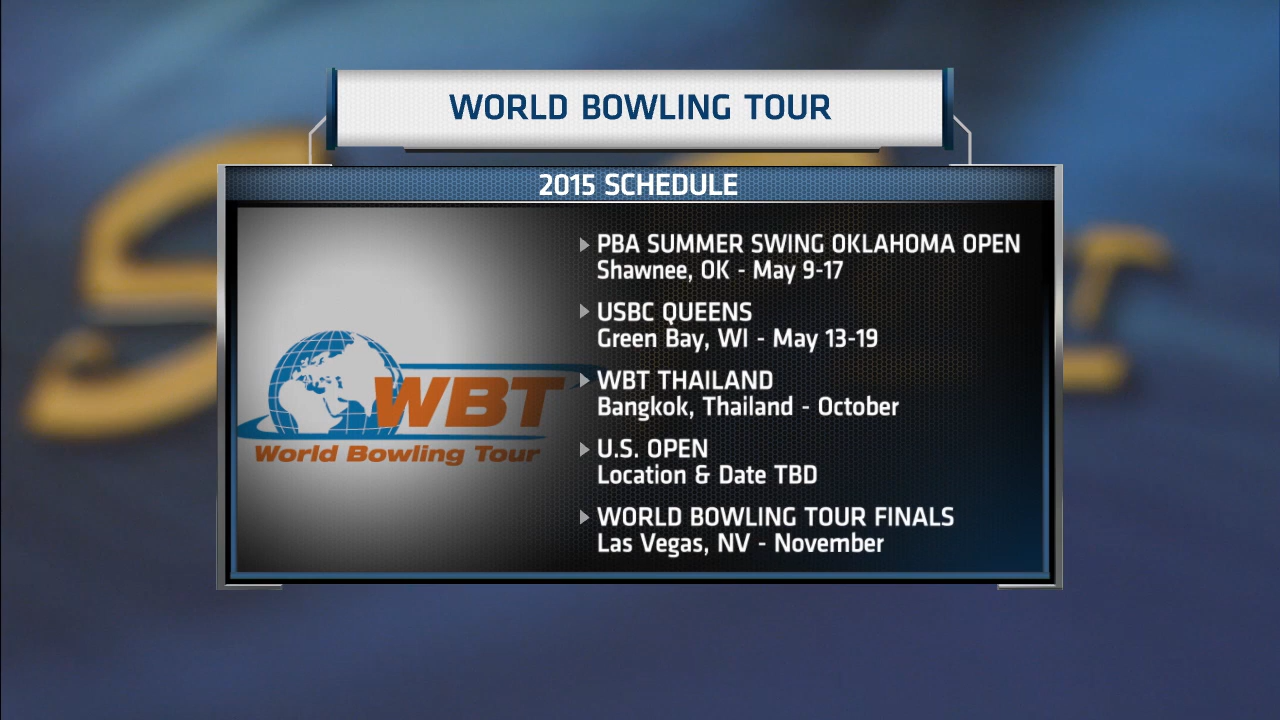 WORLD BOWLING TOUR
2015 SCHEDULE
PBA SUMMER SWING OKLAHOMA OPEN
Shawnee, OK - May 9-17
USBC QUEENS
Green Bay, WI - May 13-19
WBT THAILAND
Bangkok, Thailand - October
U.S. OPEN
Location & Date TBD
WORLD BOWLING TOUR FINALS
Las Vegas, NV - November
WBT
World Bowling Tour